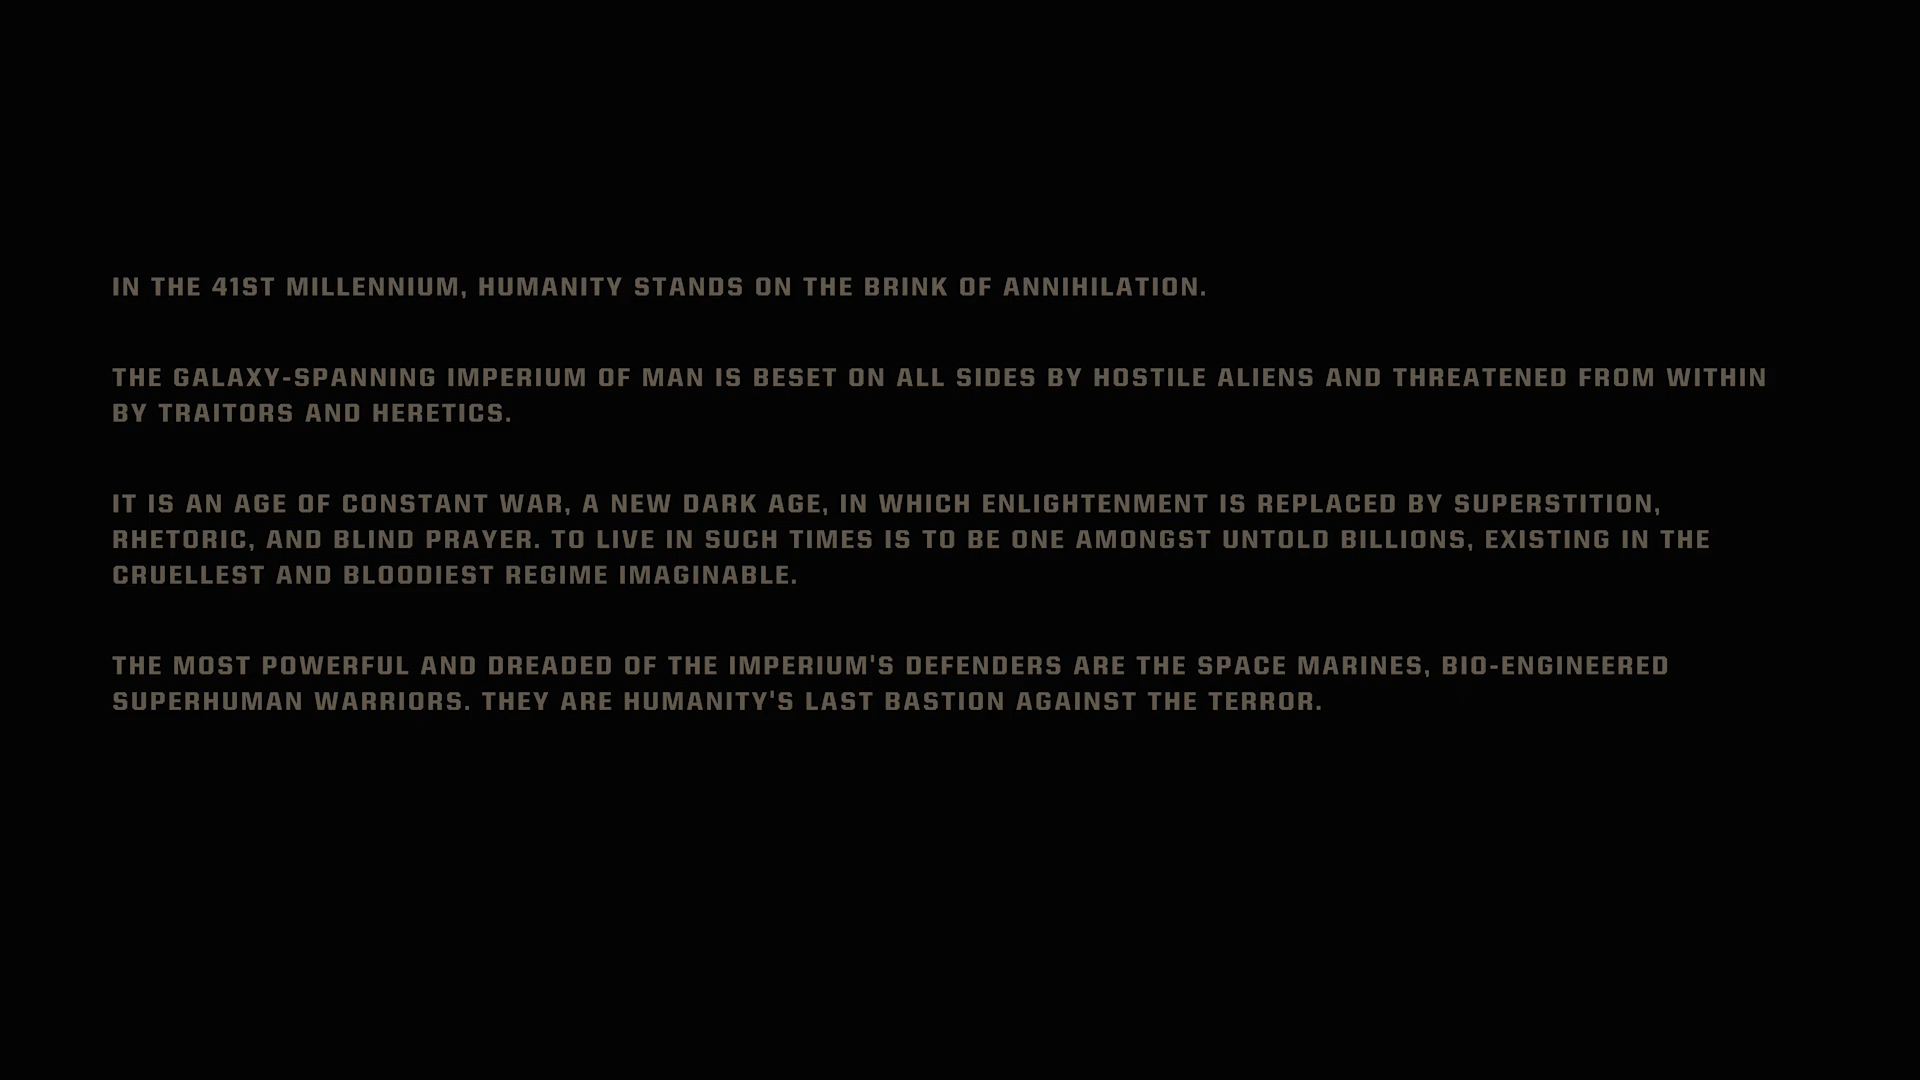 IN THE 41ST MILLENNIUM, HUMANITY STANDS ON THE BRINK OF ANNIHILATION.
THE GALAXY-SPANNING IMPERIUM OF MAN IS BESET ON ALL SIDES BY HOSTILE ALIENS AND THREATENED FROM WITHIN
BY TRAITORS AND HERETICS.
IT IS AN AGE OF CONSTANT WAR, A NEW DARK AGE, IN WHICH ENLIGHTENMENT IS REPLACED BY SUPERSTITION,
RHETORIC, AND BLIND PRAYER. TO LIVE IN SUCH TIMES IS TO BE ONE AMONGST UNTOLD BILLIONS, EXISTING IN THE
CRUELLEST AND BLOODIEST REGIME IMAGINABLE.
THE MOST POWERFUL AND DREADED OF THE IMPERIUM'S DEFENDERS ARE THE SPACE MARINES, BIO-ENGINEERED
SUPERHUMAN WARRIORS. THEY ARE HUMANITY'S LAST BASTION AGAINST THE TERROR.